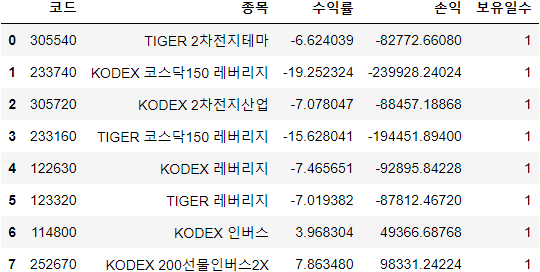 코드 종목 수익률 손익 보유일수
0 305540 TIGER 2차전지테마 -6.624039 -82772.66080 1
1 233740 KODEX 코스닥150 레버리지 -19.252324 -239928.24024 1
2 305720 KODEX 2차전지산업 -7.078047 -88457.18868 1
3 233160 TIGER 코스닥150 레버리지 -15.628041 -194451.89400 1
4 122630 KODEX 레버리지 -7.465651 -92895.84228 1
5 123320 TIGER 레버리지 -7.019382 -87812.46720 1
6 114800 KODEX 인버스 3.968304 49366.68768 1
7 252670 KODEX 200선물인버스2X 7.863480 98331.24224 1